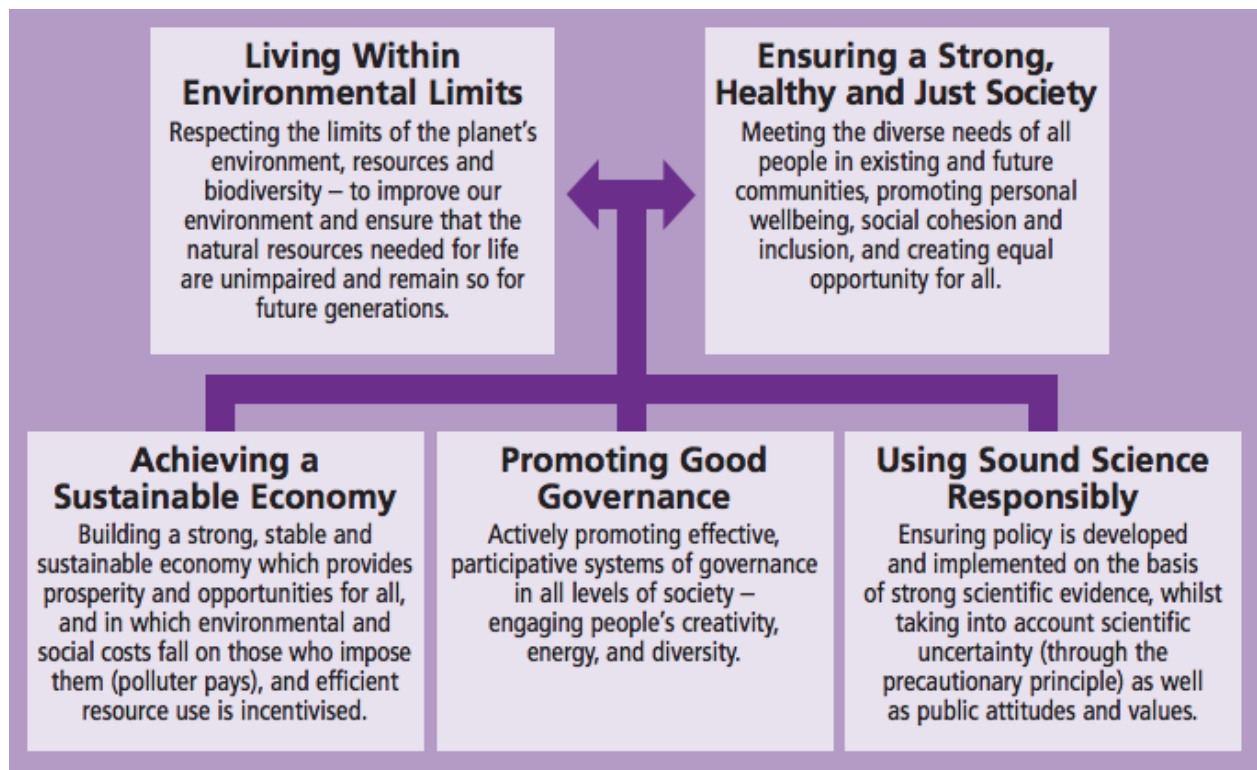 Living Within
Environmental Limits
Respecting the limits of the planet's
environment, resources and
biodiversity – to improve our
environment and ensure that the
natural resources needed for life
are unimpaired and remain so for
future generations.
Ensuring a Strong,
Healthy and Just Society
Meeting the diverse needs of all
people in existing and future
communities, promoting personal
wellbeing, social cohesion and
inclusion, and creating equal
opportunity for all.
Achieving a
Sustainable Economy
Building a strong, stable and
sustainable economy which provides
prosperity and opportunities for all,
and in which environmental and
social costs fall on those who impose
them (polluter pays), and efficient
resource use is incentivised.
Promoting Good
Governance
Actively promoting effective,
participative systems of governance
in all levels of society –
engaging people's creativity,
energy, and diversity.
Using Sound Science
Responsibly
Ensuring policy is developed
and implemented on the basis
of strong scientific evidence, whilst
taking into account scientific
uncertainty (through the
precautionary principle) as well
as public attitudes and values.